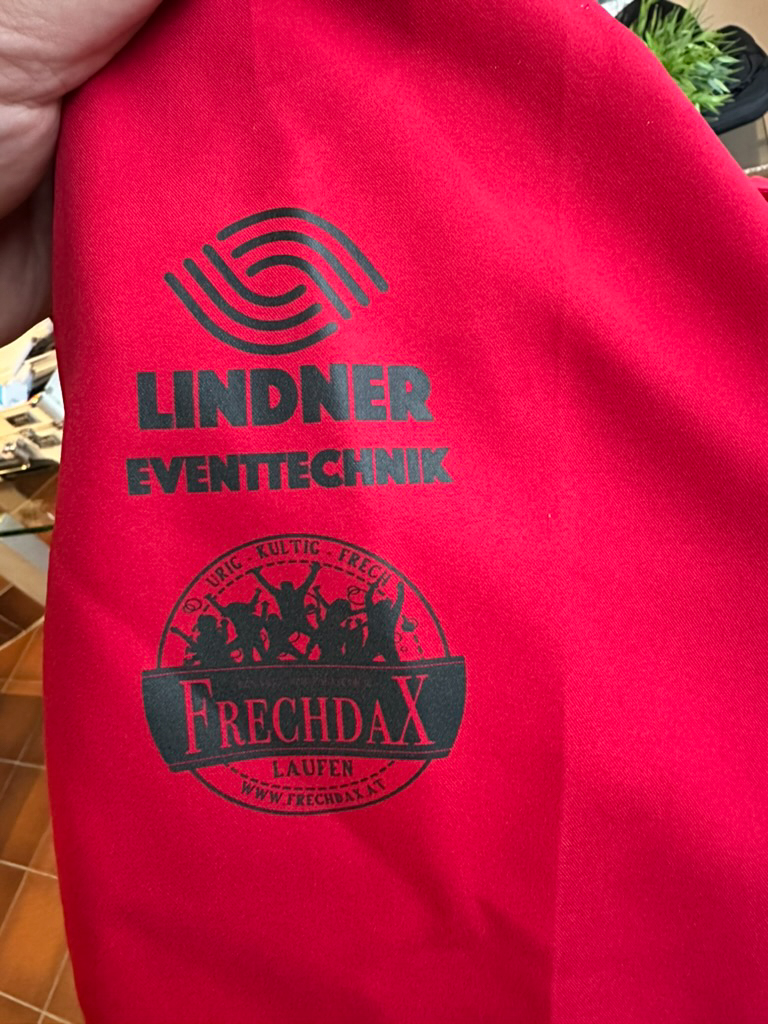 LINDNER
EVENTTECHNIK
URIG - KULTIG - FRECH
FRECHDAX
LAUFEN
WWW.FRECHDAX.AT